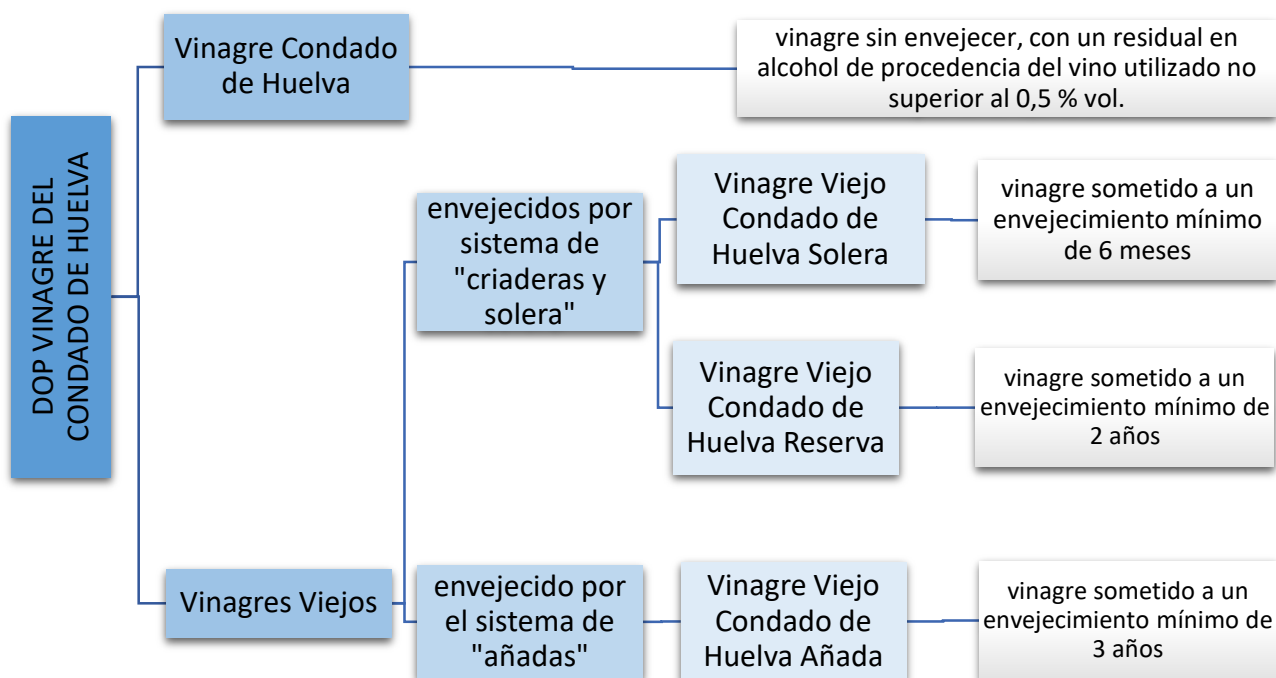 DOP VINAGRE DEL
CONDADO DE HUELVA
Vinagre Condado
de Huelva
vinagre sin envejecer, con un residual en
alcohol de procedencia del vino utilizado no
superior al 0,5 % vol.
Vinagres Viejos
envejecidos por
sistema de
"criaderas y
solera"
Vinagre Viejo
Condado de
Huelva Solera
vinagre sometido a un
envejecimiento mínimo
de 6 meses
Vinagre Viejo
Condado de
Huelva Reserva
vinagre sometido a un
envejecimiento mínimo de
2 años
envejecido por
el sistema de
"añadas"
Vinagre Viejo
Condado de
Huelva Añada
vinagre sometido a un
envejecimiento mínimo de
3 años